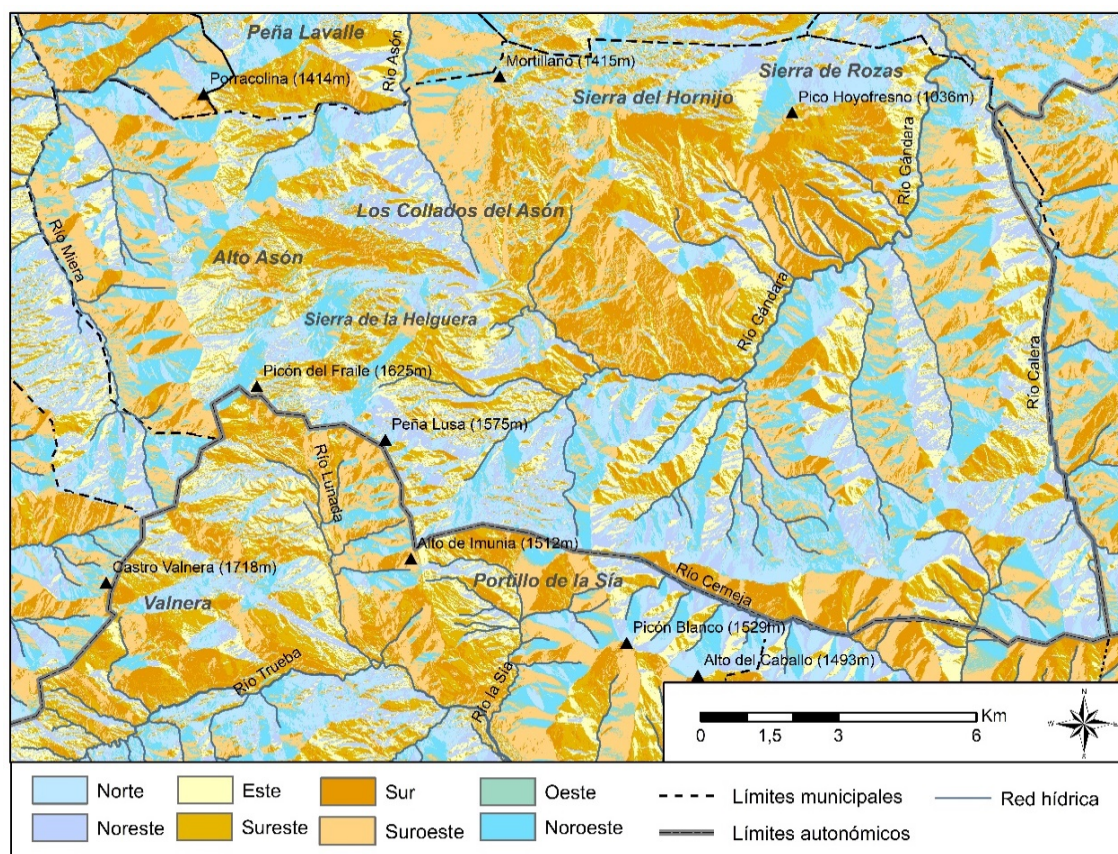 Peña Lavalle
Río Asón
Mortillano (1415m)
Porracolina (1414m)
Sierra de Rozas
Sierra del Hornijo
Pico Hoyofresno (1036m)
Río Gándara
Río Miera
Los Collados del Asón
Alto Asón
Sierra de la Helguera
Río Gándara
Río Calera
Picón del Fraile (1625m)
Peña Lusa (1575m)
Río Lunada
Alto de Imunia (1512m)
Castro Valnera (1718m)
Valnera
Portillo de la Sía
Río Cerneja
Picón Blanco (1529m)
Alto del Caballo (1493m)
Río Trueba
Río la Sía
Km
0 1,5 3 6
N
W E
S
Norte Este Sur Oeste Límites municipales Red hídrica
Noreste Sureste Suroeste Noroeste Límites autonómicos